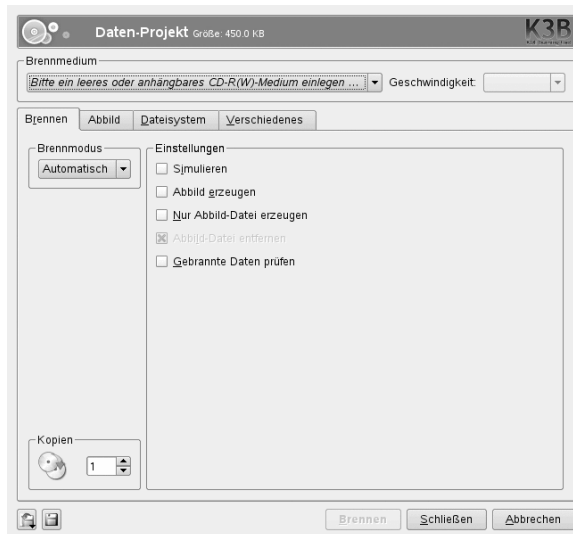 Daten-Projekt Größe: 450.0 KB
K3B
Brennmedium
Bitte ein leeres oder anhängbares CD-R(W)-Medium einlegen ... Geschwindigkeit:
Brennen Abbild Dateisystem Verschiedenes
Brennmodus
Automatisch
Einstellungen
Simulieren
Abbild erzeugen
Nur Abbild-Datei erzeugen
Abbild-Datei entfernen
Gebrannte Daten prüfen
Kopien
1
Brennen Schließen Abbrechen